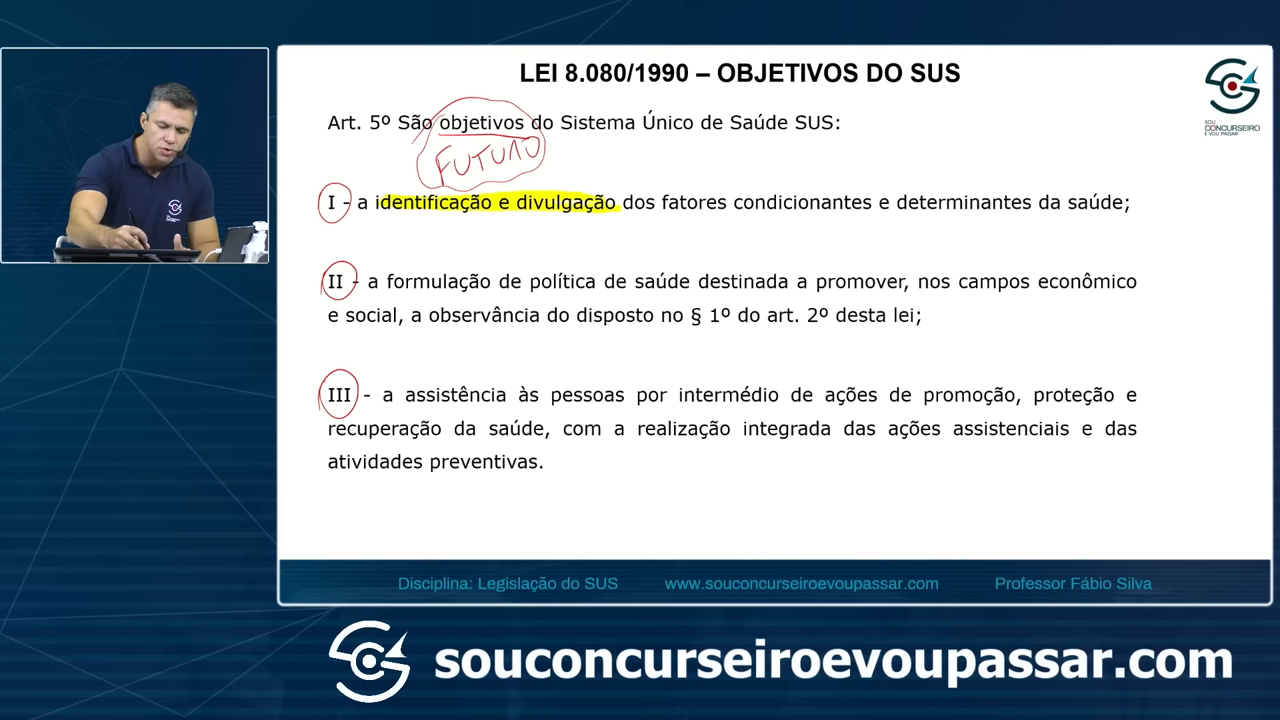 LEI 8.080/1990 – OBJETIVOS DO SUS
SOU
CONCURSEIRO
E VOU PASSAR
Art. 5º São objetivos do Sistema Único de Saúde SUS:
FUTURO
I - a identificação e divulgação dos fatores condicionantes e determinantes da saúde;
II - a formulação de política de saúde destinada a promover, nos campos econômico
e social, a observância do disposto no § 1º do art. 2º desta lei;
III - a assistência às pessoas por intermédio de ações de promoção, proteção e
recuperação da saúde, com a realização integrada das ações assistenciais e das
atividades preventivas.
Disciplina: Legislação do SUS www.souconcurseiroevoupassar.com Professor Fábio Silva
souconcurseiroevoupassar.com